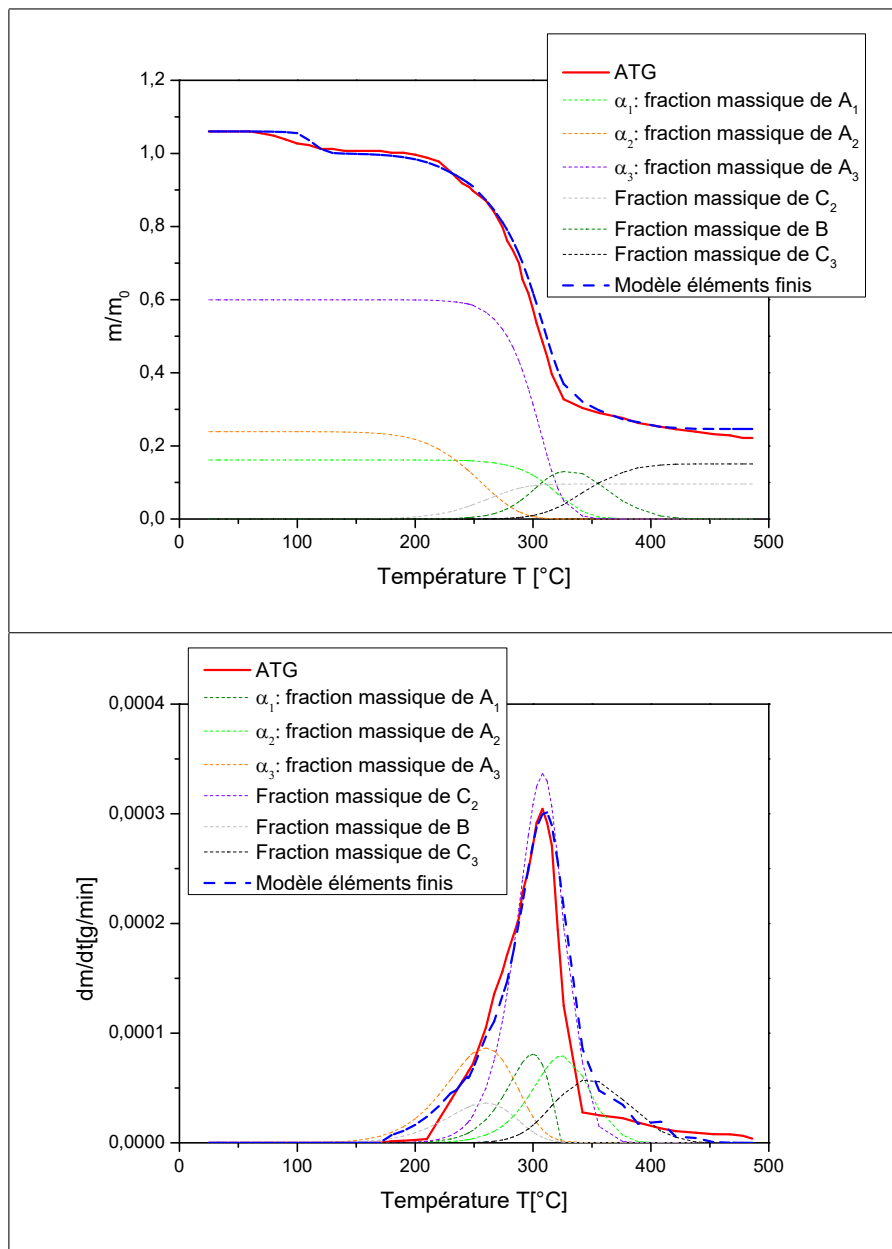 ATG
α1: fraction massique de A1
α2: fraction massique de A2
α3: fraction massique de A3
Fraction massique de C2
Fraction massique de B
Fraction massique de C3
Modèle éléments finis
1,2
1,0
0,8
0,6
0,4
0,2
0,0
m/m0
0 100 200 300 400 500
Température T [°C]
ATG
α1: fraction massique de A1
α2: fraction massique de A2
α3: fraction massique de A3
Fraction massique de C2
Fraction massique de B
Fraction massique de C3
Modèle éléments finis
0,0004
0,0003
0,0002
0,0001
0,0000
dm/dt[g/min]
0 100 200 300 400 500
Température T[°C]